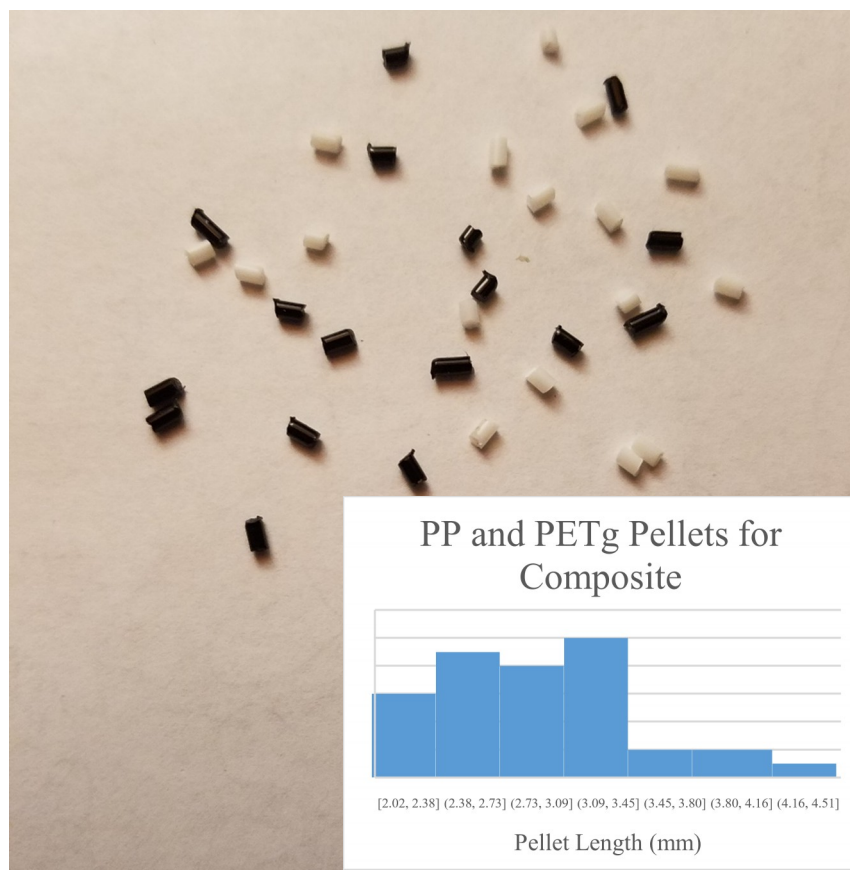 PP and PETg Pellets for
Composite
[2.02, 2.38] (2.38, 2.73] (2.73, 3.09] (3.09, 3.45] (3.45, 3.80] (3.80, 4.16] (4.16, 4.51]
Pellet Length (mm)